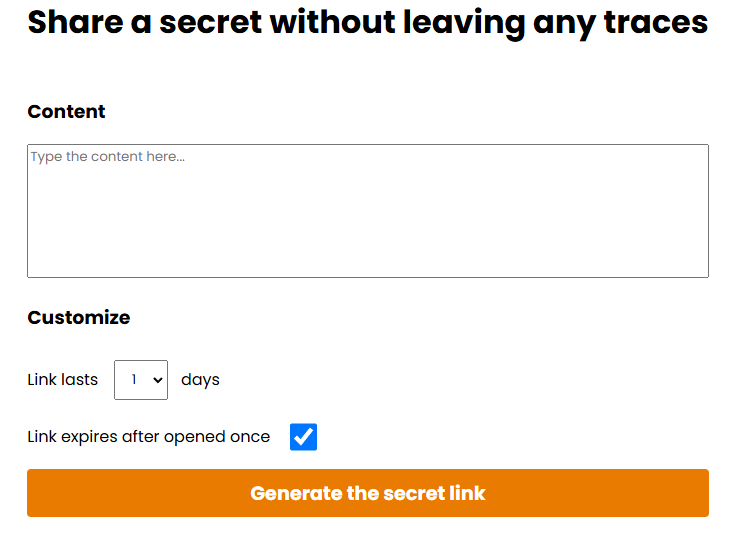 Share a secret without leaving any traces
Content
Type the content here...
Customize
Link lasts 1 days
Link expires after opened once
Generate the secret link